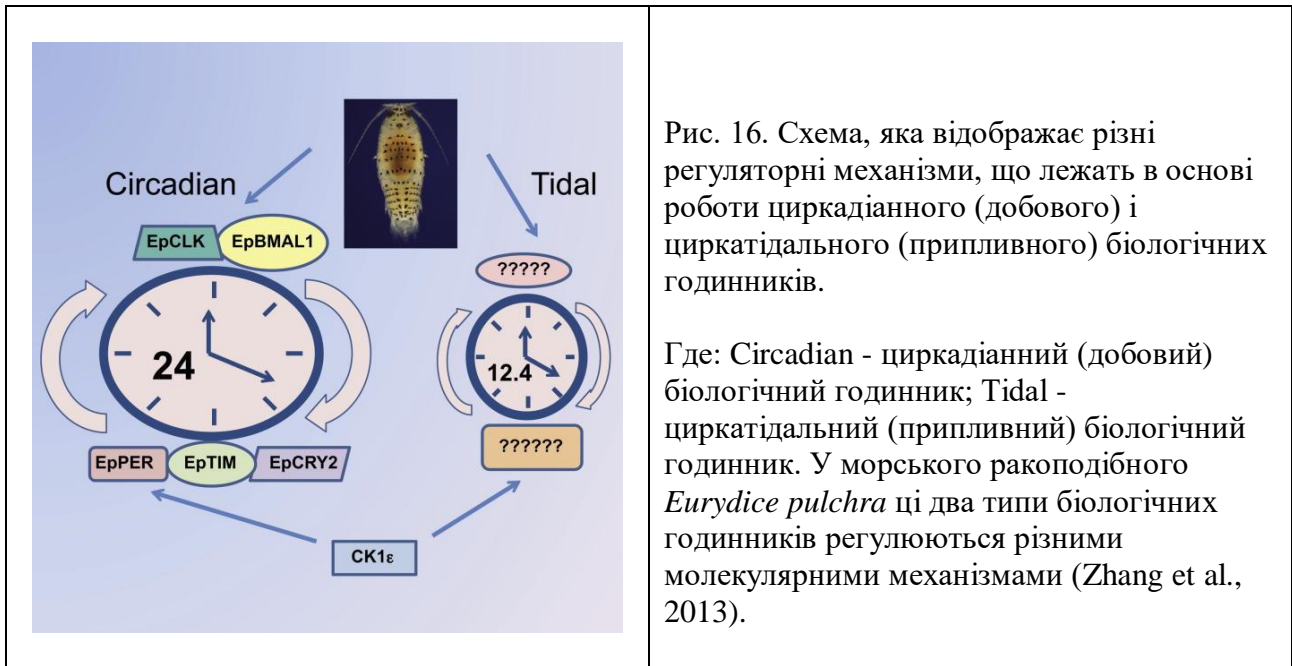 Circadian
Tidal
EpCLK
EpBMAL1
?????
24
12.4
EpPER
EpTIM
EpCRY2
??????
CK1ε
Рис. 16. Схема, яка відображає різні
регуляторні механізми, що лежать в основі
роботи циркадіанного (добового) і
циркатідального (припливного) біологічних
годинників.
Где: Circadian - циркадіанний (добовий)
біологічний годинник; Tidal -
циркатідальний (припливний) біологічний
годинник. У морського ракоподібного
Eurydice pulchra ці два типи біологічних
годинників регулюються різними
молекулярними механізмами (Zhang et al.,
2013).